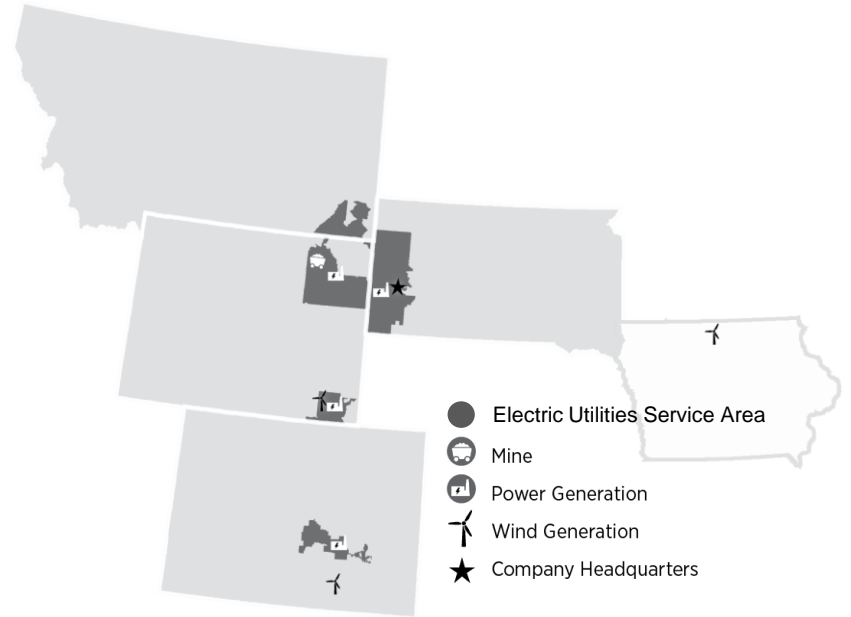 Electric Utilities Service Area
Mine
Power Generation
Wind Generation
Company Headquarters